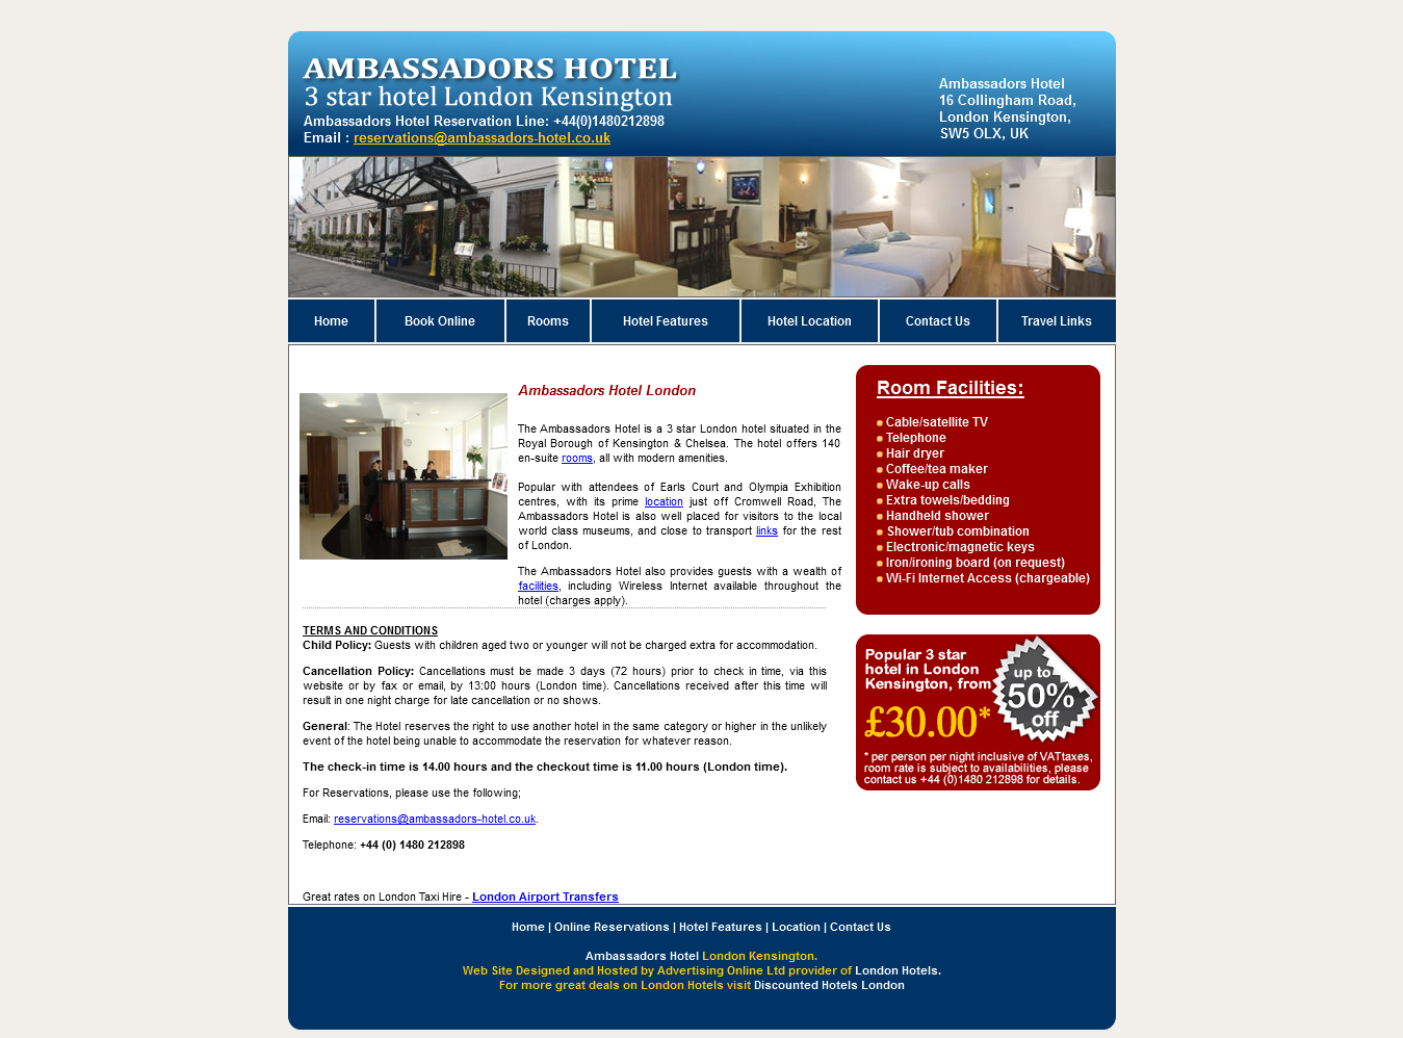 AMBASSADORS HOTEL
3 star hotel London Kensington
Ambassadors Hotel Reservation Line: +44(0)1480212898
Email : reservations@ambassadors-hotel.co.uk
Ambassadors Hotel
16 Collingham Road,
London Kensington,
SW5 OLX, UK
Home
Book Online
Rooms
Hotel Features
Hotel Location
Contact Us
Travel Links
Ambassadors Hotel London
The Ambassadors Hotel is a 3 star London hotel situated in the
Royal Borough of Kensington & Chelsea. The hotel offers 140
en-suite rooms, all with modern amenities.
Popular with attendees of Earls Court and Olympia Exhibition
centres, with its prime location just off Cromwell Road, The
Ambassadors Hotel is also well placed for visitors to the local
world class museums, and close to transport links for the rest
of London.
The Ambassadors Hotel also provides guests with a wealth of
facilities, including Wireless Internet available throughout the
hotel (charges apply).
TERMS AND CONDITIONS
Child Policy: Guests with children aged two or younger will not be charged extra for accommodation.
Cancellation Policy: Cancellations must be made 3 days (72 hours) prior to check in time, via this
website or by fax or email, by 13:00 hours (London time). Cancellations received after this time will
result in one night charge for late cancellation or no shows.
General: The Hotel reserves the right to use another hotel in the same category or higher in the unlikely
event of the hotel being unable to accommodate the reservation for whatever reason.
The check-in time is 14.00 hours and the checkout time is 11.00 hours (London time).
For Reservations, please use the following;
Email: reservations@ambassadors-hotel.co.uk.
Telephone: +44 (0) 1480 212898
Great rates on London Taxi Hire - London Airport Transfers
Room Facilities:
Cable/satellite TV
Telephone
Hair dryer
Coffee/tea maker
Wake-up calls
Extra towels/bedding
Handheld shower
Shower/tub combination
Electronic/magnetic keys
Iron/ironing board (on request)
Wi-Fi Internet Access (chargeable)
Popular 3 star
hotel in London
Kensington, from
£30.00*
up to
50%
off
* per person per night inclusive of VATtaxes,
room rate is subject to availabilities, please
contact us +44 (0)1480 212898 for details.
Home | Online Reservations | Hotel Features | Location | Contact Us
Ambassadors Hotel London Kensington.
Web Site Designed and Hosted by Advertising Online Ltd provider of London Hotels.
For more great deals on London Hotels visit Discounted Hotels London